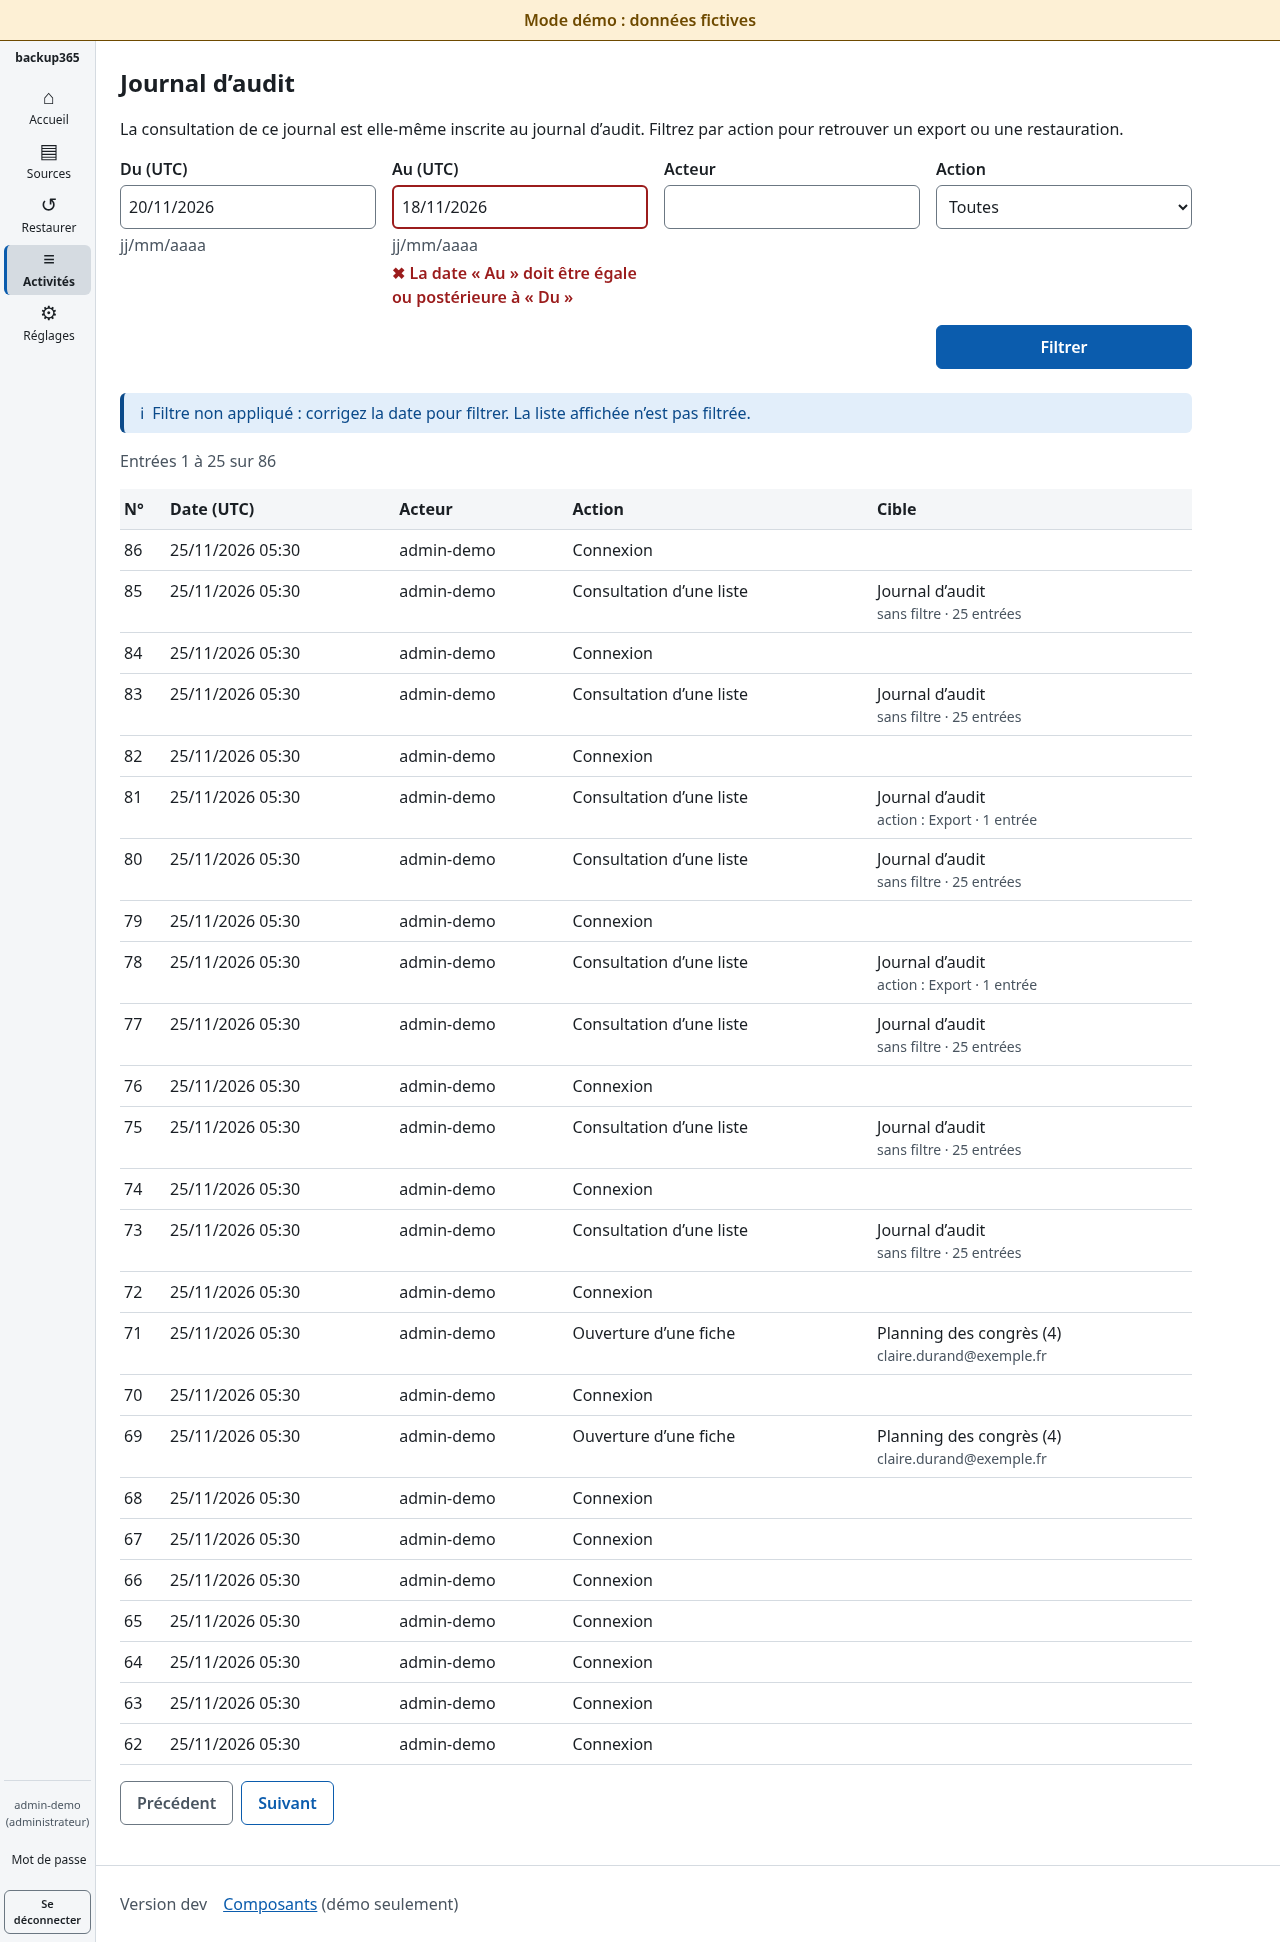 Mode démo : données fictives
backup365
Accueil
Sources
Restaurer
Activités
Réglages
admin-demo
(administrateur)
Mot de passe
Se
déconnecter
Journal d’audit
La consultation de ce journal est elle-même inscrite au journal d’audit. Filtrez par action pour retrouver un export ou une restauration.
Du (UTC) Au (UTC) Acteur Action
20/11/2026 18/11/2026 Toutes
jj/mm/aaaa jj/mm/aaaa
✖ La date « Au » doit être égale
ou postérieure à « Du »
Filtrer
i Filtre non appliqué : corrigez la date pour filtrer. La liste affichée n’est pas filtrée.
Entrées 1 à 25 sur 86
N° Date (UTC) Acteur Action Cible
86 25/11/2026 05:30 admin-demo Connexion
85 25/11/2026 05:30 admin-demo Consultation d’une liste Journal d’audit
sans filtre · 25 entrées
84 25/11/2026 05:30 admin-demo Connexion
83 25/11/2026 05:30 admin-demo Consultation d’une liste Journal d’audit
sans filtre · 25 entrées
82 25/11/2026 05:30 admin-demo Connexion
81 25/11/2026 05:30 admin-demo Consultation d’une liste Journal d’audit
action : Export · 1 entrée
80 25/11/2026 05:30 admin-demo Consultation d’une liste Journal d’audit
sans filtre · 25 entrées
79 25/11/2026 05:30 admin-demo Connexion
78 25/11/2026 05:30 admin-demo Consultation d’une liste Journal d’audit
action : Export · 1 entrée
77 25/11/2026 05:30 admin-demo Consultation d’une liste Journal d’audit
sans filtre · 25 entrées
76 25/11/2026 05:30 admin-demo Connexion
75 25/11/2026 05:30 admin-demo Consultation d’une liste Journal d’audit
sans filtre · 25 entrées
74 25/11/2026 05:30 admin-demo Connexion
73 25/11/2026 05:30 admin-demo Consultation d’une liste Journal d’audit
sans filtre · 25 entrées
72 25/11/2026 05:30 admin-demo Connexion
71 25/11/2026 05:30 admin-demo Ouverture d’une fiche Planning des congrès (4)
claire.durand@exemple.fr
70 25/11/2026 05:30 admin-demo Connexion
69 25/11/2026 05:30 admin-demo Ouverture d’une fiche Planning des congrès (4)
claire.durand@exemple.fr
68 25/11/2026 05:30 admin-demo Connexion
67 25/11/2026 05:30 admin-demo Connexion
66 25/11/2026 05:30 admin-demo Connexion
65 25/11/2026 05:30 admin-demo Connexion
64 25/11/2026 05:30 admin-demo Connexion
63 25/11/2026 05:30 admin-demo Connexion
62 25/11/2026 05:30 admin-demo Connexion
Précédent Suivant
Version dev Composants (démo seulement)